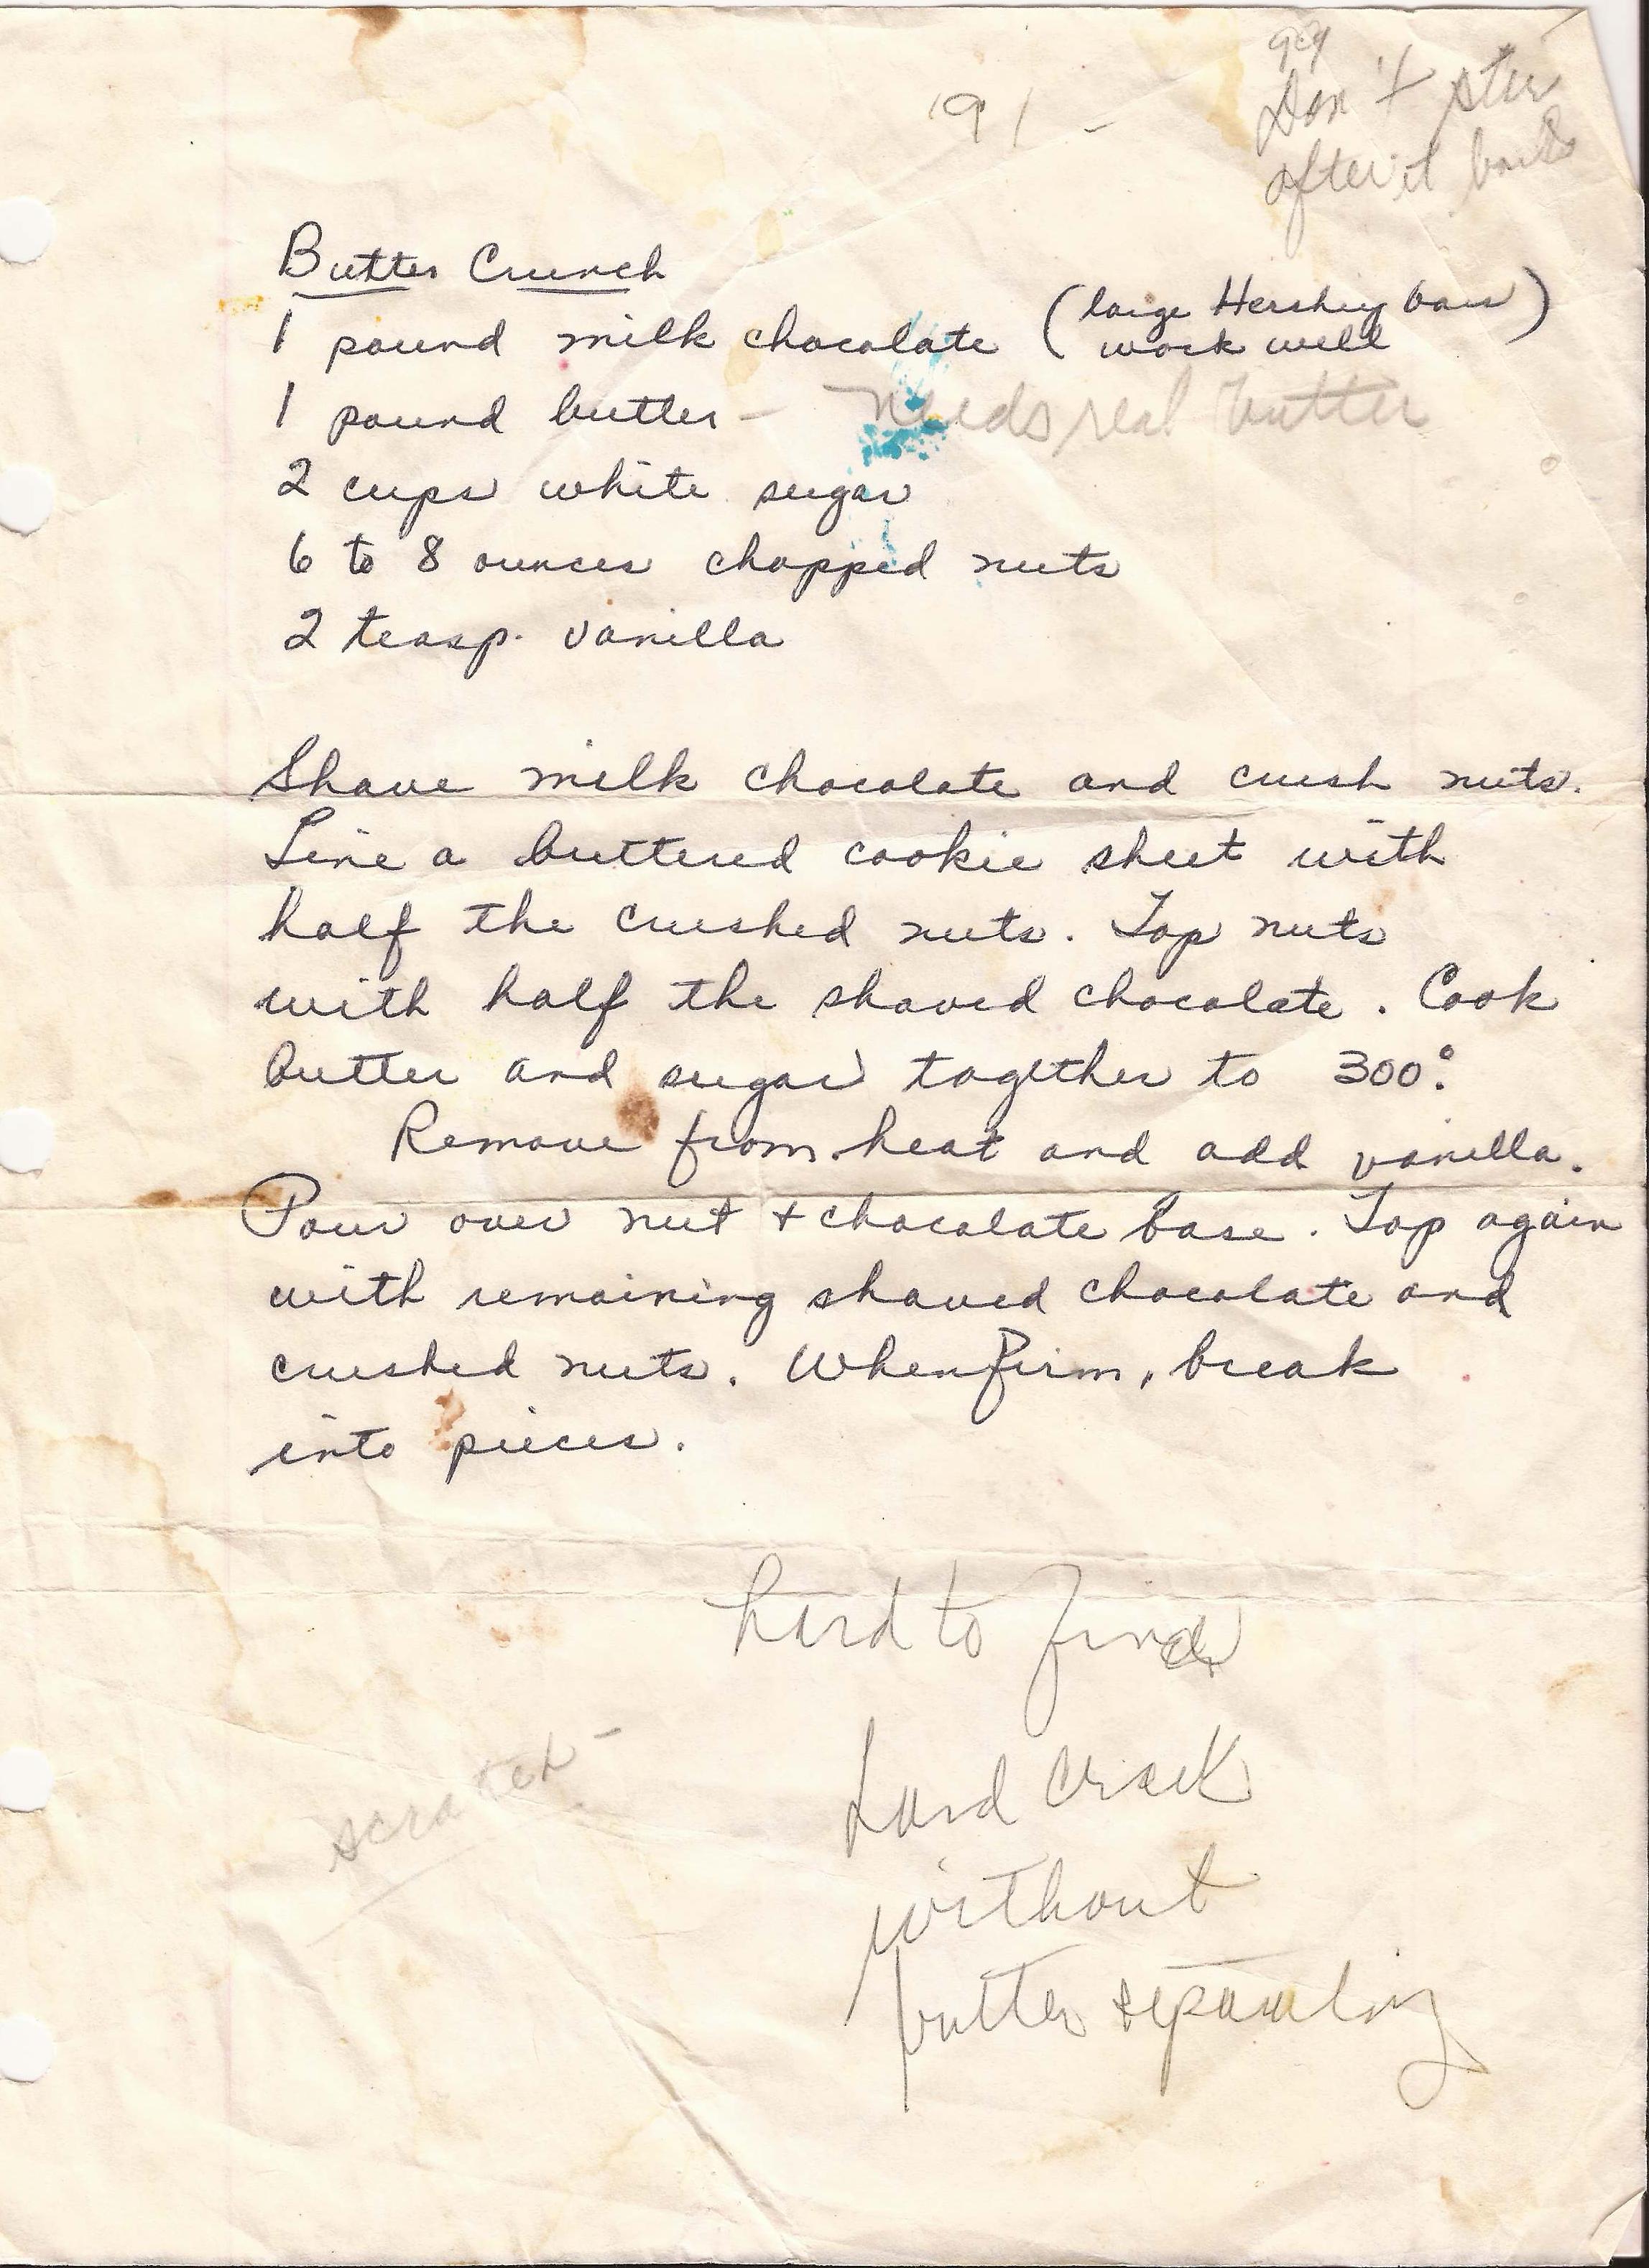 '91 -
Don't stir
after it boils
Butter Crunch
1 pound milk chocolate (large Hershey bars work well)
1 pound butter - needs real butter
2 cups white sugar
6 to 8 ounces chopped nuts
2 teasp. vanilla
Shave milk chocolate and crush nuts.
Line a buttered cookie sheet with
half the crushed nuts. Top nuts
with half the shaved chocolate. Cook
butter and sugar together to 300°.
Remove from heat and add vanilla.
Pour over nut + chocolate base. Top again
with remaining shaved chocolate and
crushed nuts. When firm, break
into pieces.
hard to find
hard crack
scratch -
without
butter